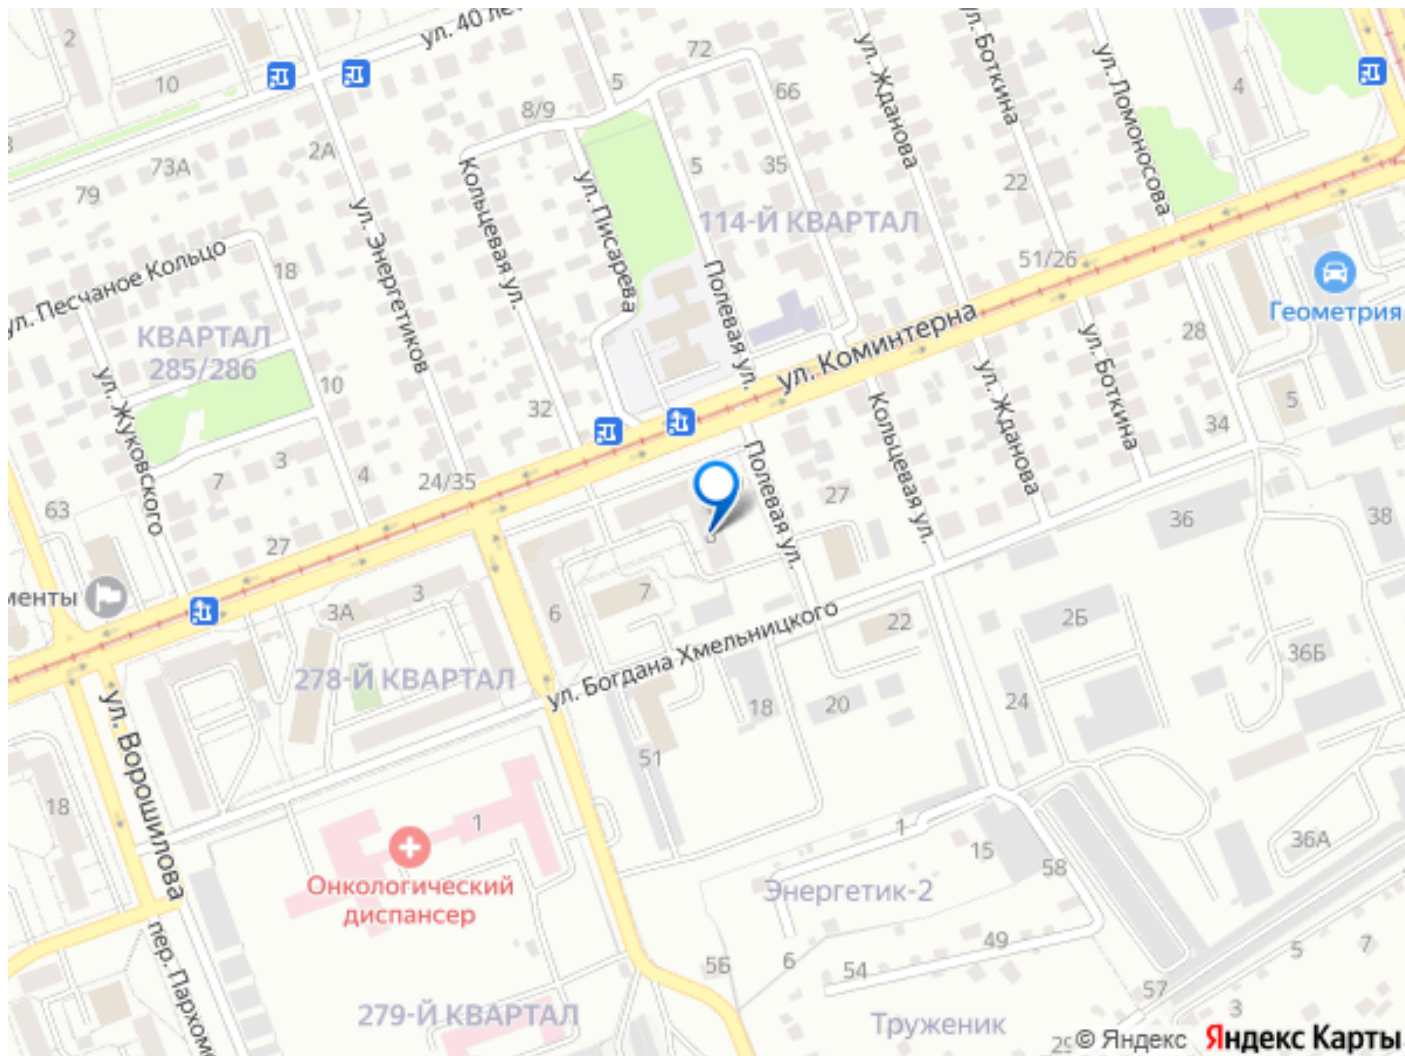 ул. 40 лет
2
10
72
5
66
8/9
ул. Жданова
ул. Боткина
ул. Ломоносова
4
2А
73А
79
Кольцевая ул.
ул. Писарева
5
35
22
ул. Энергетиков
114-Й КВАРТАЛ
ул. Песчаное Кольцо
18
Полевая ул.
51/26
Геометрия
КВАРТАЛ
285/286
ул. Коминтерна
28
ул. Жуковского
10
32
ул. Жданова
ул. Боткина
5
Кольцевая ул.
34
7
3
4
24/35
Полевая ул.
63
27
27
36
38
менты
3А
3
6
7
ул. Богдана Хмельницкого
22
2Б
36Б
278-Й КВАРТАЛ
ул. Ворошилова
18
20
24
51
18
1
1
15
58
36А
Онкологический
диспансер
Энергетик-2
пер. Пархом
49
5Б
6
54
5
7
57
3
279-Й КВАРТАЛ
Труженик
29
© Яндекс Яндекс Карты